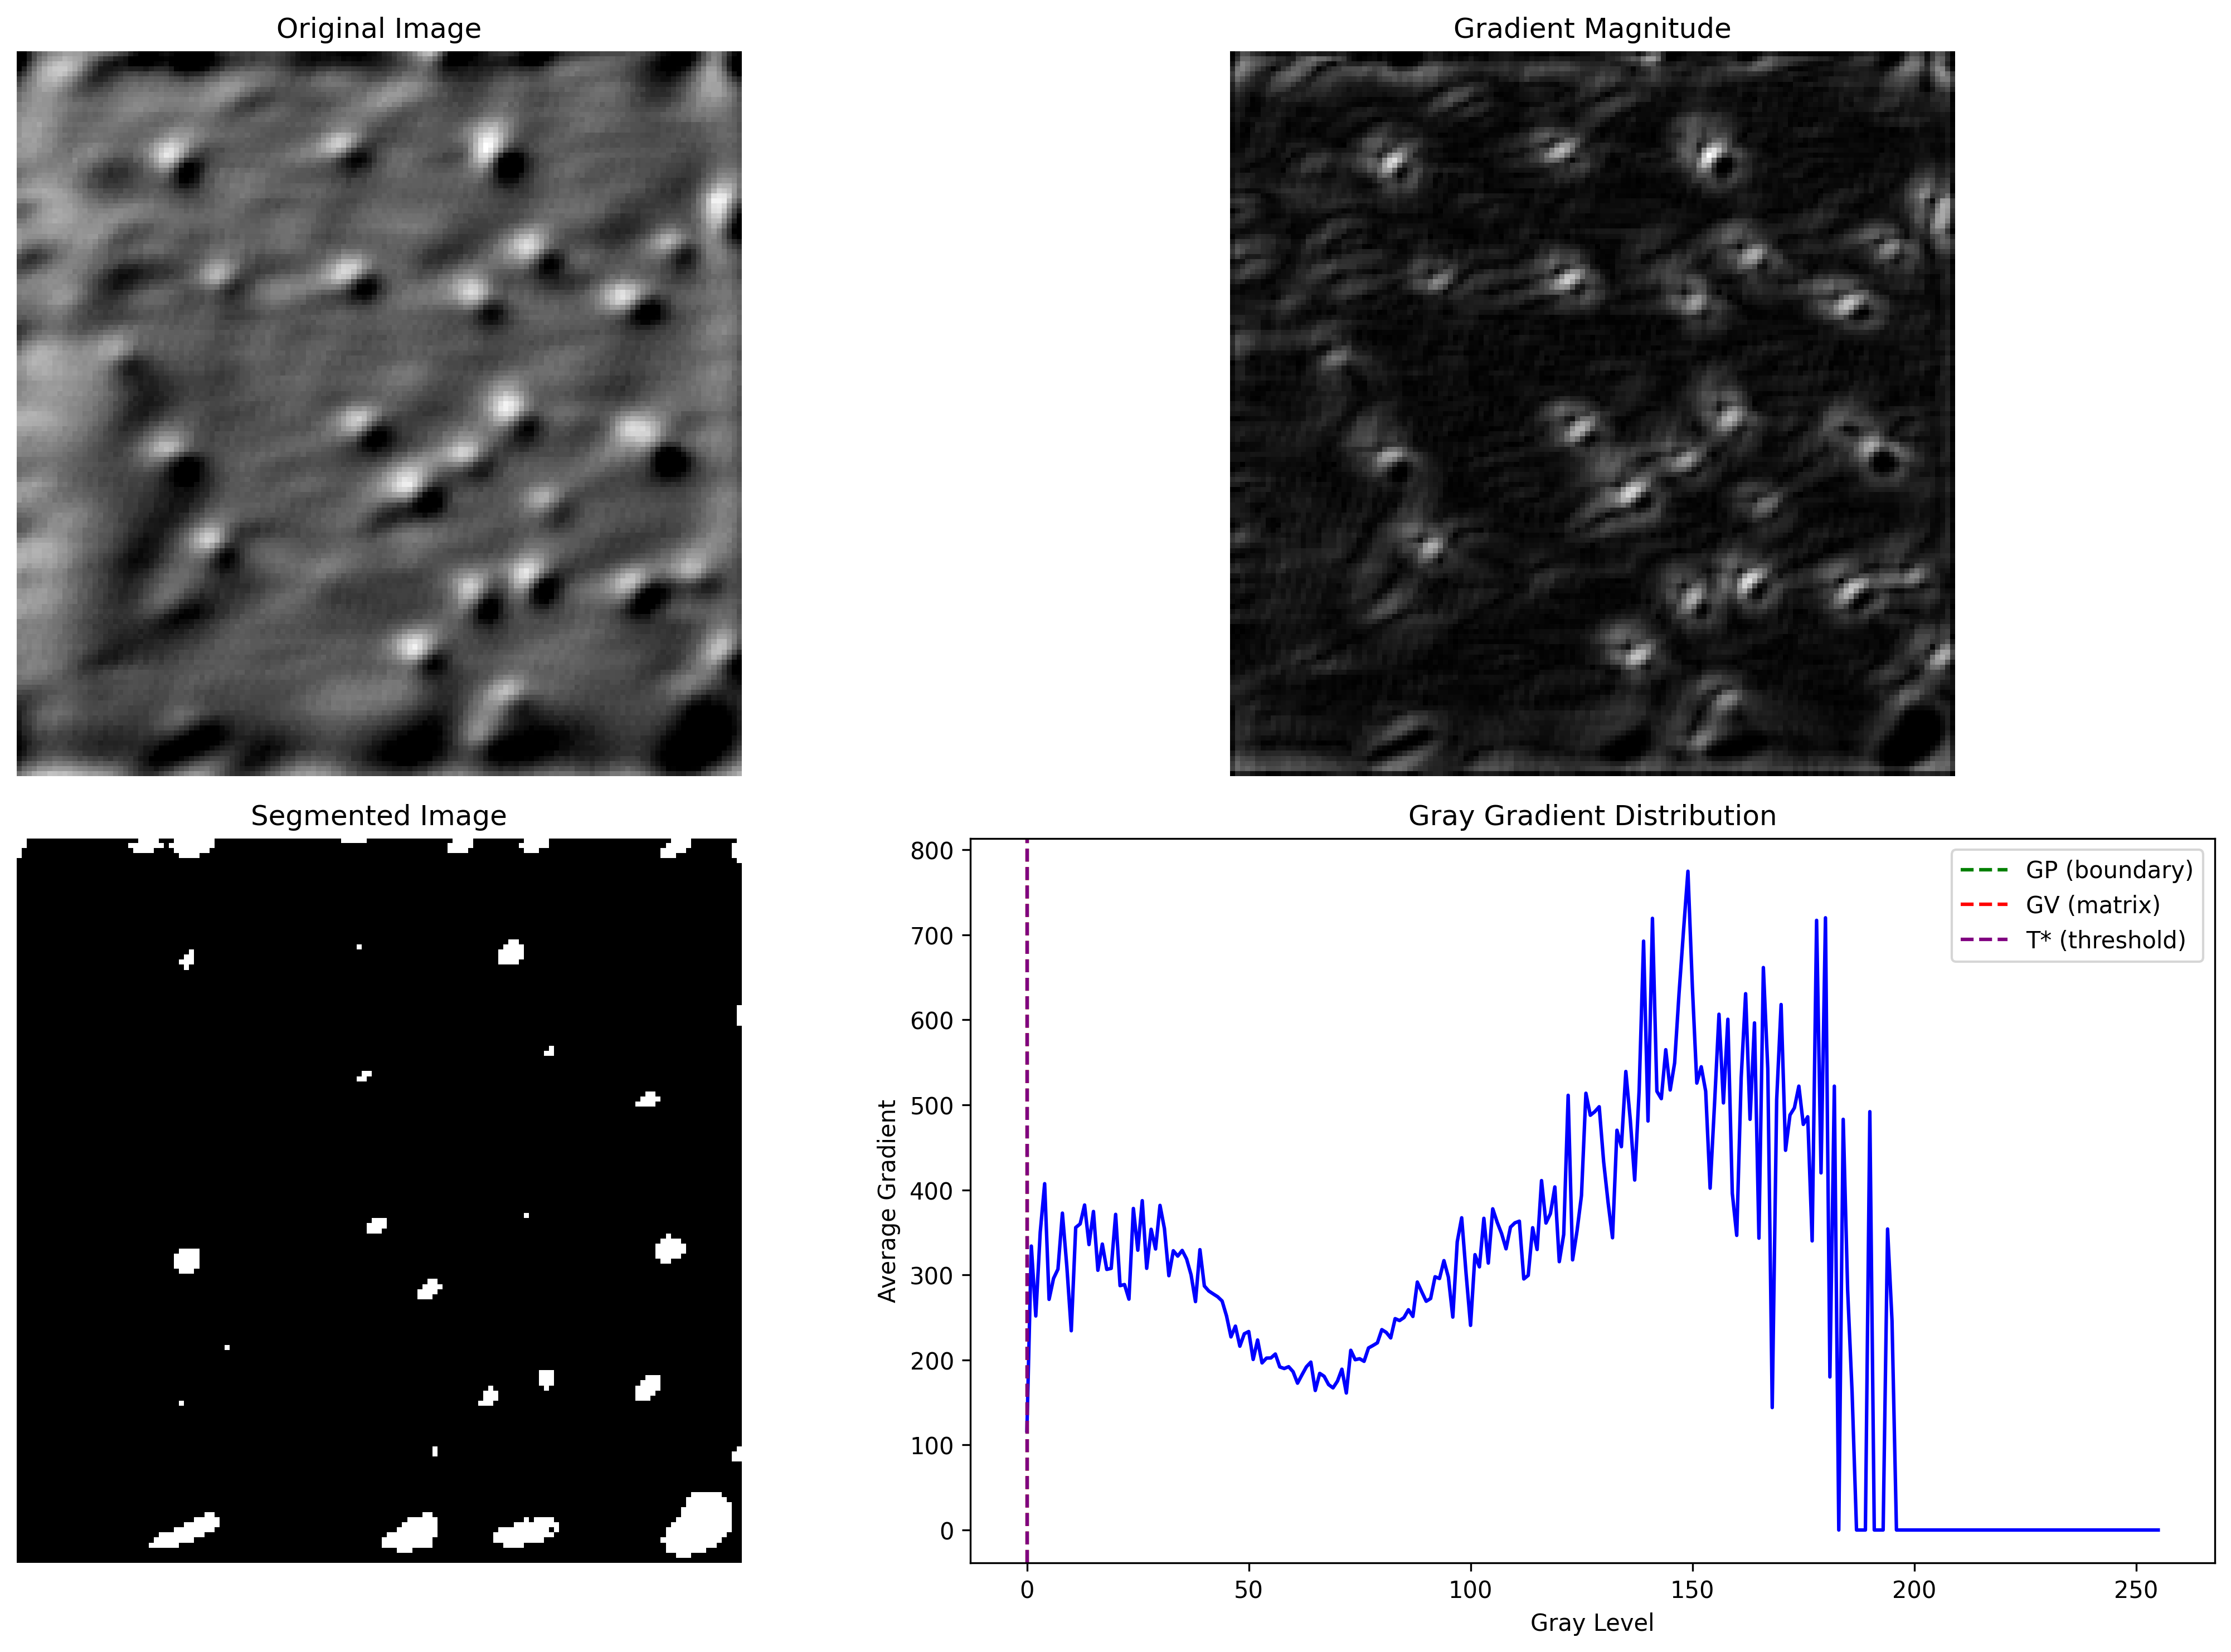 Original Image
Gradient Magnitude
Segmented Image
Gray Gradient Distribution
800
700
600
500
400
300
200
100
0
Average Gradient
GP (boundary)
GV (matrix)
T* (threshold)
0 50 100 150 200 250
Gray Level